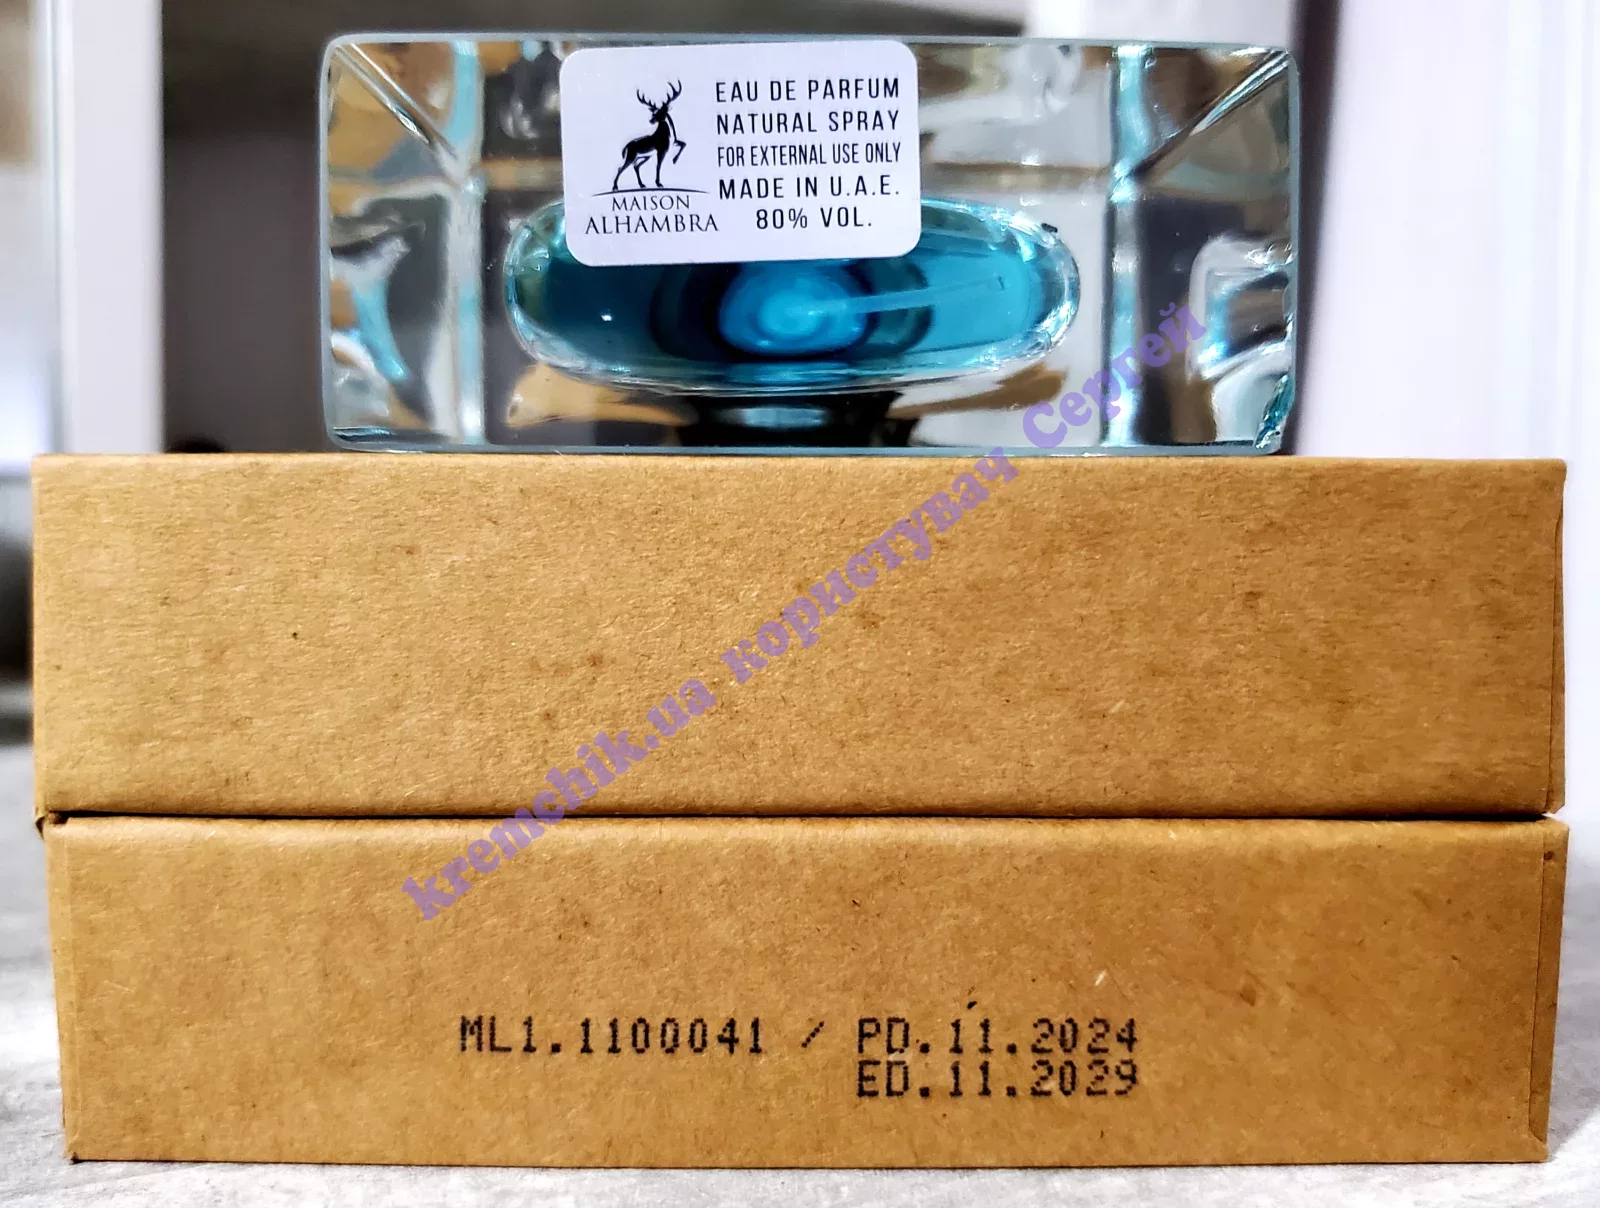 EAU DE PARFUM
NATURAL SPRAY
FOR EXTERNAL USE ONLY
MADE IN U.A.E.
80% VOL.
MAISON
ALHAMBRA
kremchik.ua користувач Сергей
ML1.1100041 / PD.11.2024
ED.11.2029